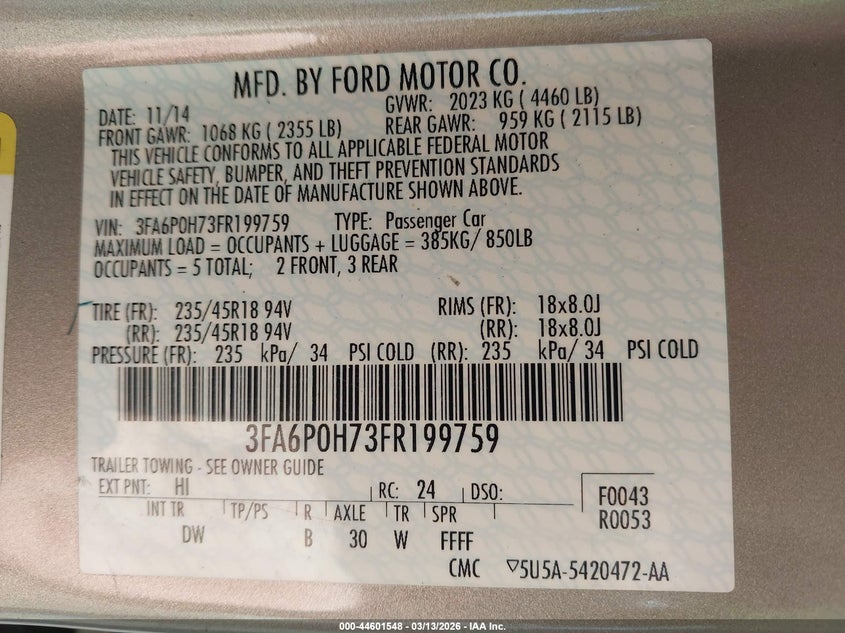 MFD. BY FORD MOTOR CO.
DATE: 11/14 GVWR: 2023 KG ( 4460 LB)
FRONT GAWR: 1068 KG ( 2355 LB) REAR GAWR: 959 KG ( 2115 LB)
THIS VEHICLE CONFORMS TO ALL APPLICABLE FEDERAL MOTOR
VEHICLE SAFETY, BUMPER, AND THEFT PREVENTION STANDARDS
IN EFFECT ON THE DATE OF MANUFACTURE SHOWN ABOVE.
VIN: 3FA6P0H73FR199759 TYPE: Passenger Car
MAXIMUM LOAD = OCCUPANTS + LUGGAGE = 385KG/ 850LB
OCCUPANTS = 5 TOTAL; 2 FRONT, 3 REAR
TIRE (FR): 235/45R18 94V RIMS (FR): 18x8.0J
(RR): 235/45R18 94V (RR): 18x8.0J
PRESSURE (FR): 235 kPa/ 34 PSI COLD (RR): 235 kPa/ 34 PSI COLD
3FA6P0H73FR199759
TRAILER TOWING - SEE OWNER GUIDE
EXT PNT: HI RC: 24 DSO: F0043
INT TR TP/PS R AXLE TR SPR R0053
DW B 30 W FFFF
CMC ▽5U5A-5420472-AA
000-44601548 - 03/13/2026 - IAA Inc.